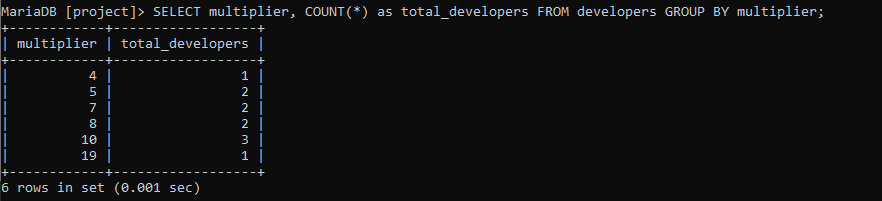 MariaDB [project]> SELECT multiplier, COUNT(*) as total_developers FROM developers GROUP BY multiplier;
+------------+------------------+
| multiplier | total_developers |
+------------+------------------+
|          4 |                1 |
|          5 |                2 |
|          7 |                2 |
|          8 |                2 |
|         10 |                3 |
|         19 |                1 |
+------------+------------------+
6 rows in set (0.001 sec)